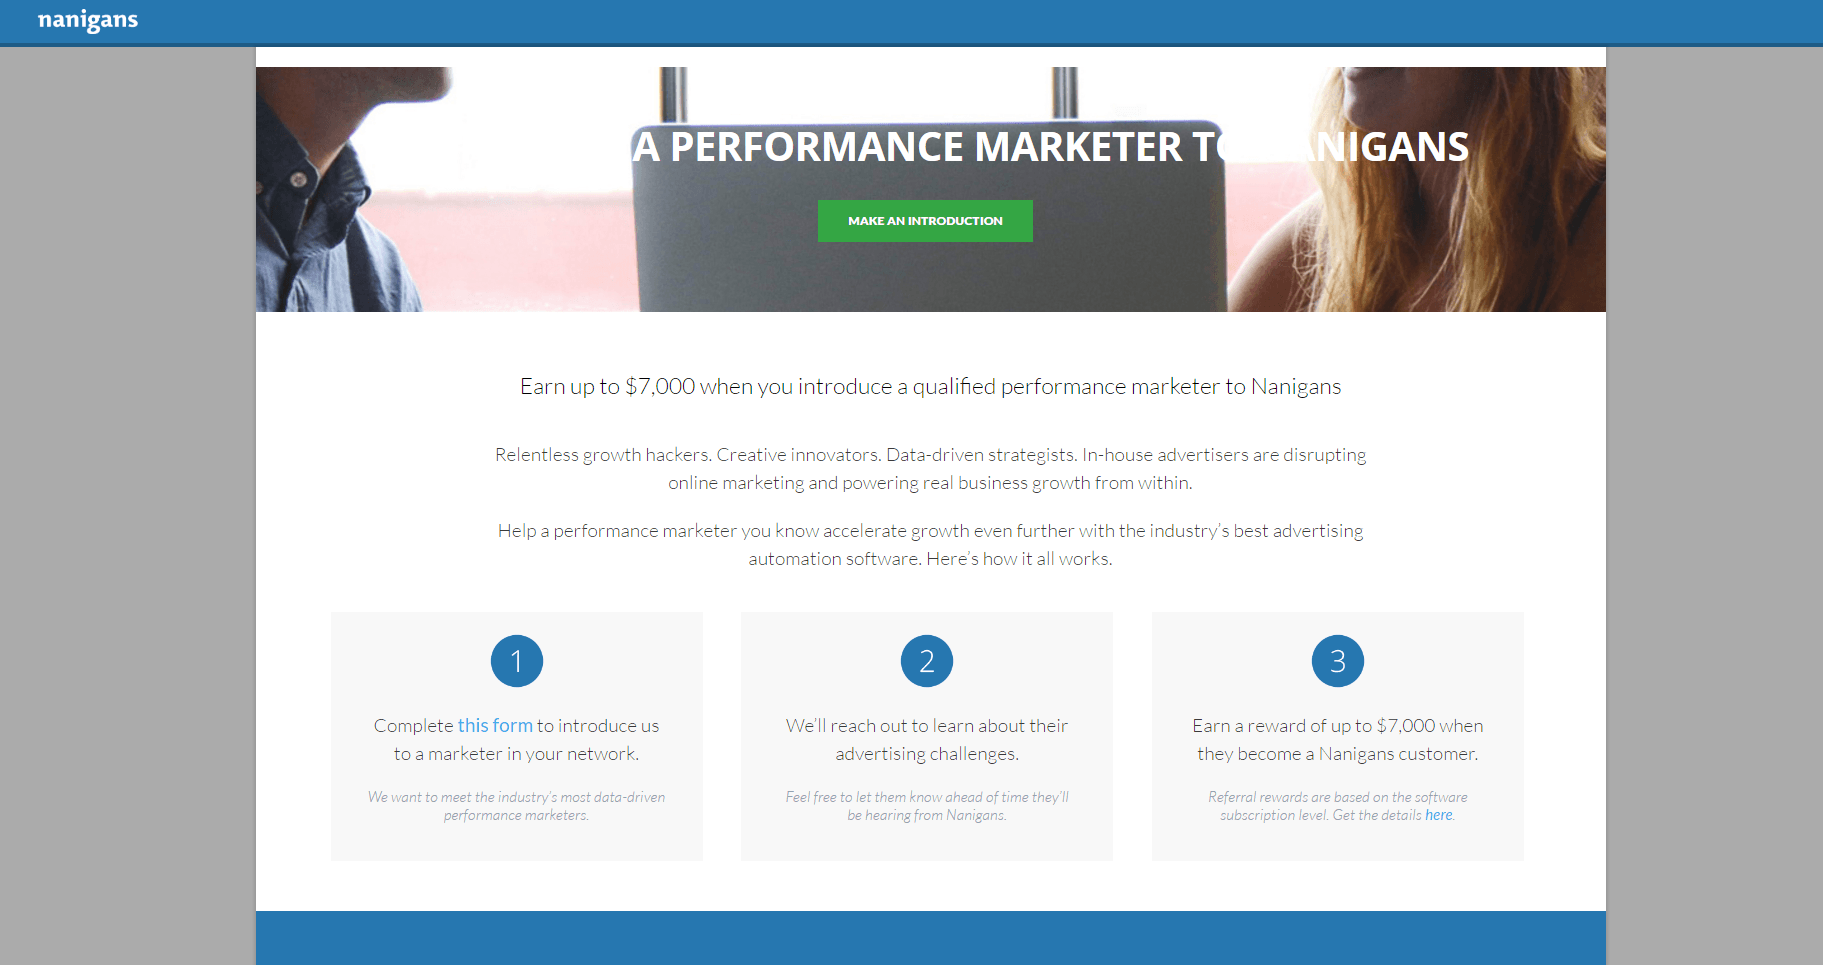 nanigans
A PERFORMANCE MARKETER TO NANIGANS
MAKE AN INTRODUCTION
Earn up to $7,000 when you introduce a qualified performance marketer to Nanigans
Relentless growth hackers. Creative innovators. Data-driven strategists. In-house advertisers are disrupting
online marketing and powering real business growth from within.
Help a performance marketer you know accelerate growth even further with the industry's best advertising
automation software. Here's how it all works.
1
Complete this form to introduce us
to a marketer in your network.
We want to meet the industry's most data-driven
performance marketers.
2
We'll reach out to learn about their
advertising challenges.
Feel free to let them know ahead of time they'll
be hearing from Nanigans.
3
Earn a reward of up to $7,000 when
they become a Nanigans customer.
Referral rewards are based on the software
subscription level. Get the details here.